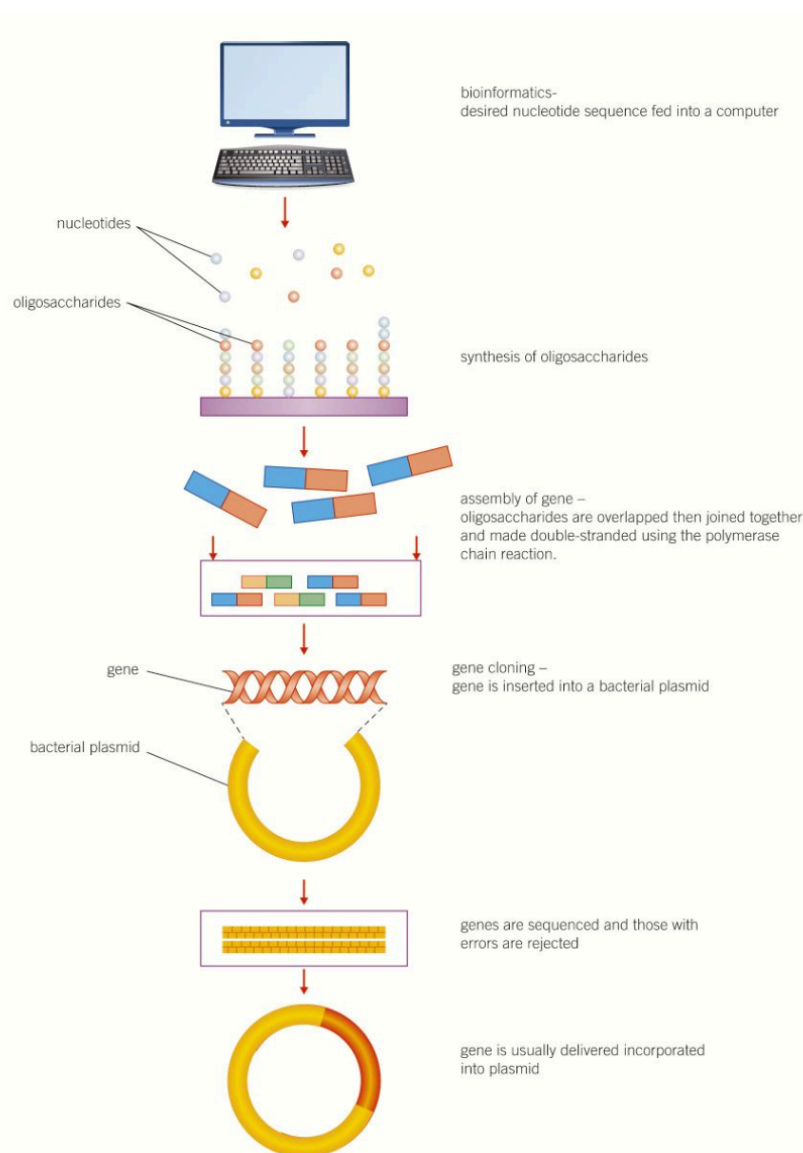 bioinformatics-
desired nucleotide sequence fed into a computer
nucleotides
oligosaccharides
synthesis of oligosaccharides
assembly of gene –
oligosaccharides are overlapped then joined together
and made double-stranded using the polymerase
chain reaction.
gene
gene cloning –
gene is inserted into a bacterial plasmid
bacterial plasmid
genes are sequenced and those with
errors are rejected
gene is usually delivered incorporated
into plasmid